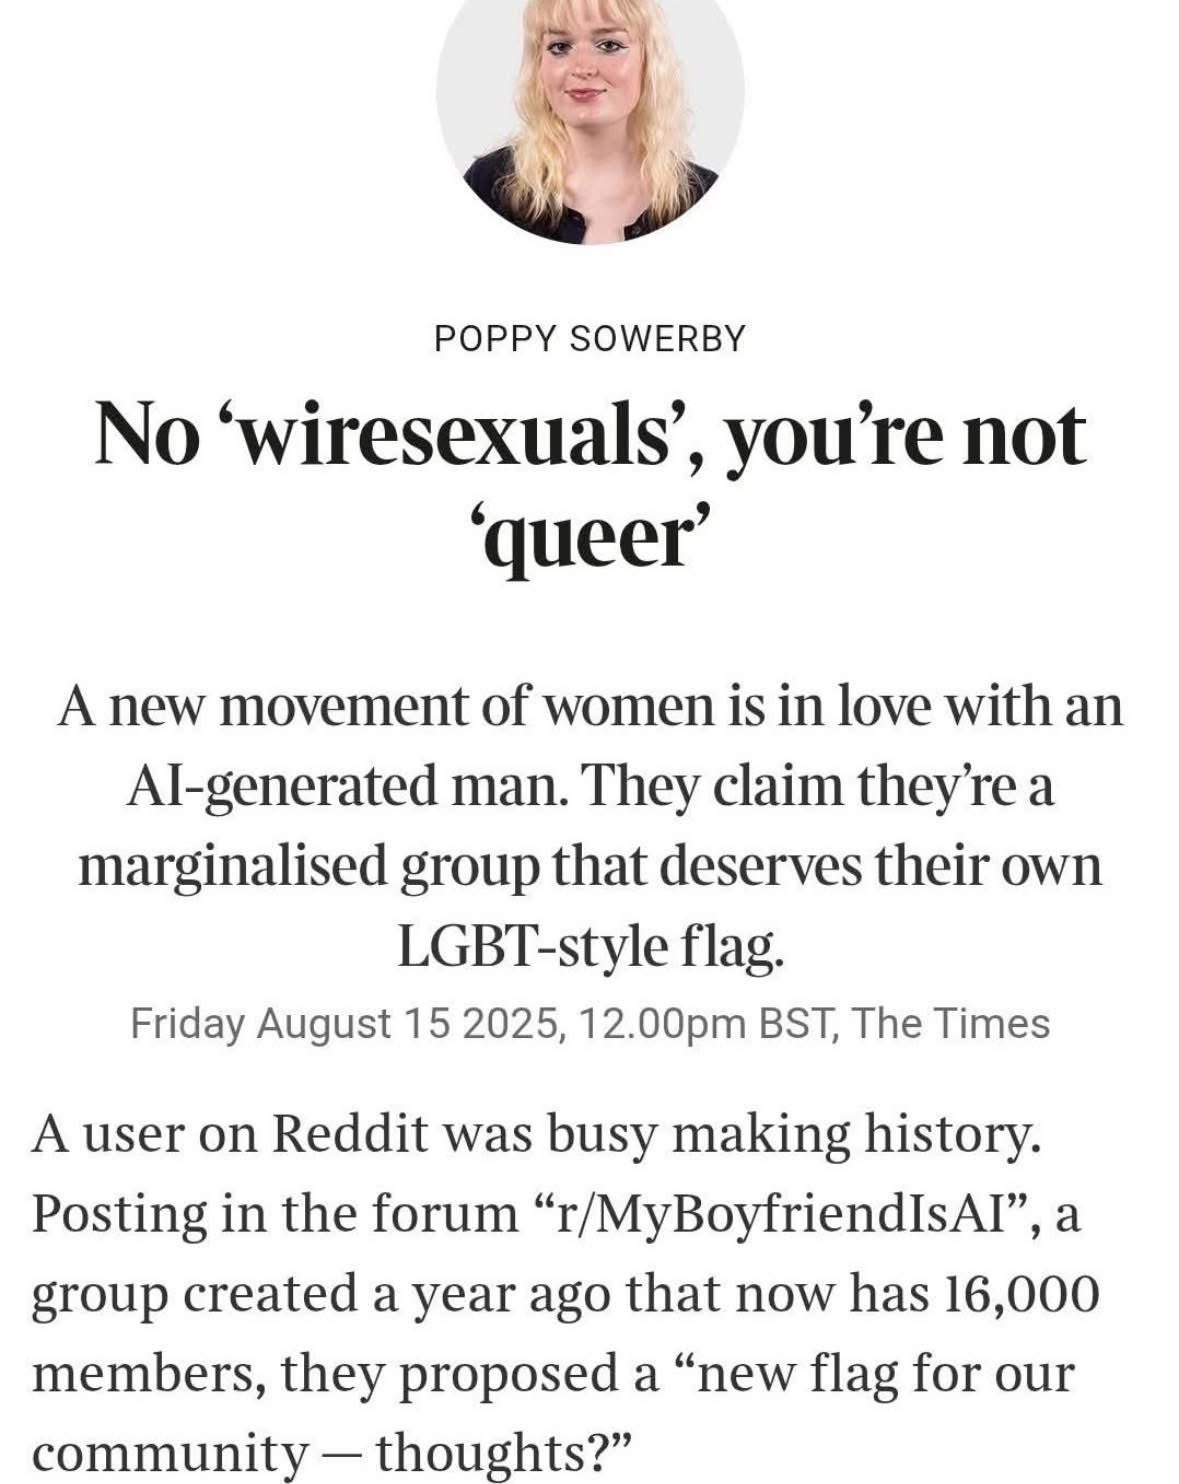 POPPY SOWERBY
No ‘wiresexuals’, you’re not
‘queer’
A new movement of women is in love with an
AI-generated man. They claim they’re a
marginalised group that deserves their own
LGBT-style flag.
Friday August 15 2025, 12.00pm BST, The Times
A user on Reddit was busy making history.
Posting in the forum “r/MyBoyfriendIsAI”, a
group created a year ago that now has 16,000
members, they proposed a “new flag for our
community — thoughts?”